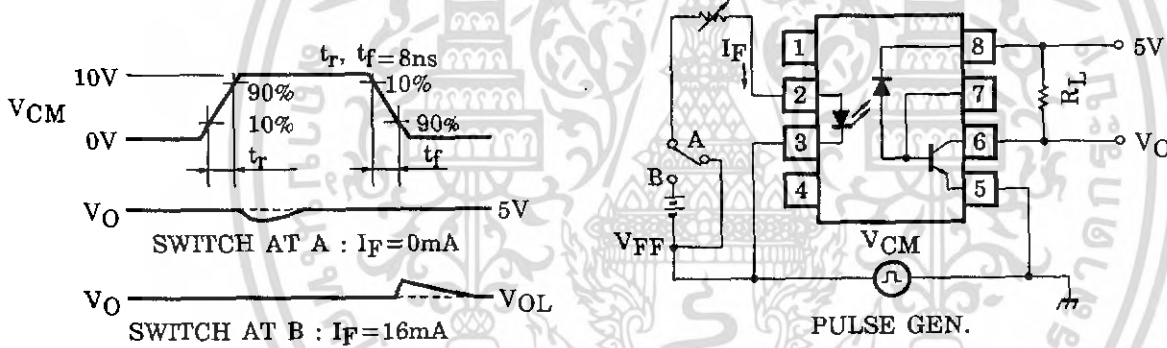 tr, tf=8ns
10V
90%
10%
VCM
10%
90%
0V
tr
tf
VO
5V
SWITCH AT A : IF=0mA
VO
VOL
SWITCH AT B : IF=16mA
IF
1
2
3
4
8
7
6
5
5V
RL
VO
A
B
VFF
VCM
PULSE GEN.